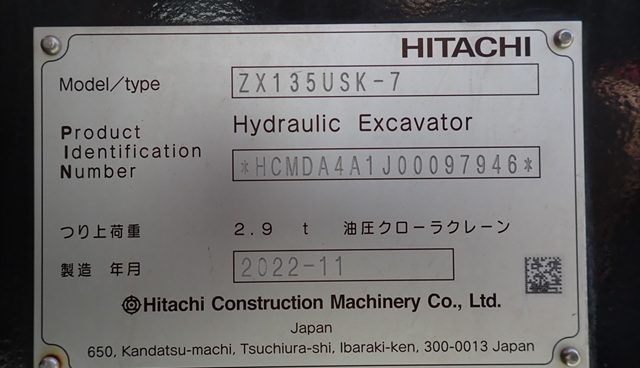 HITACHI
Model/type ZX135USK-7
Hydraulic Excavator
Product Identification Number *HCMDA4A1J00097946*
つり上荷重 2.9 t 油圧クローラクレーン
製造 年月 2022-11
Hitachi Construction Machinery Co., Ltd.
Japan
650, Kandatsu-machi, Tsuchiura-shi, Ibaraki-ken, 300-0013 Japan